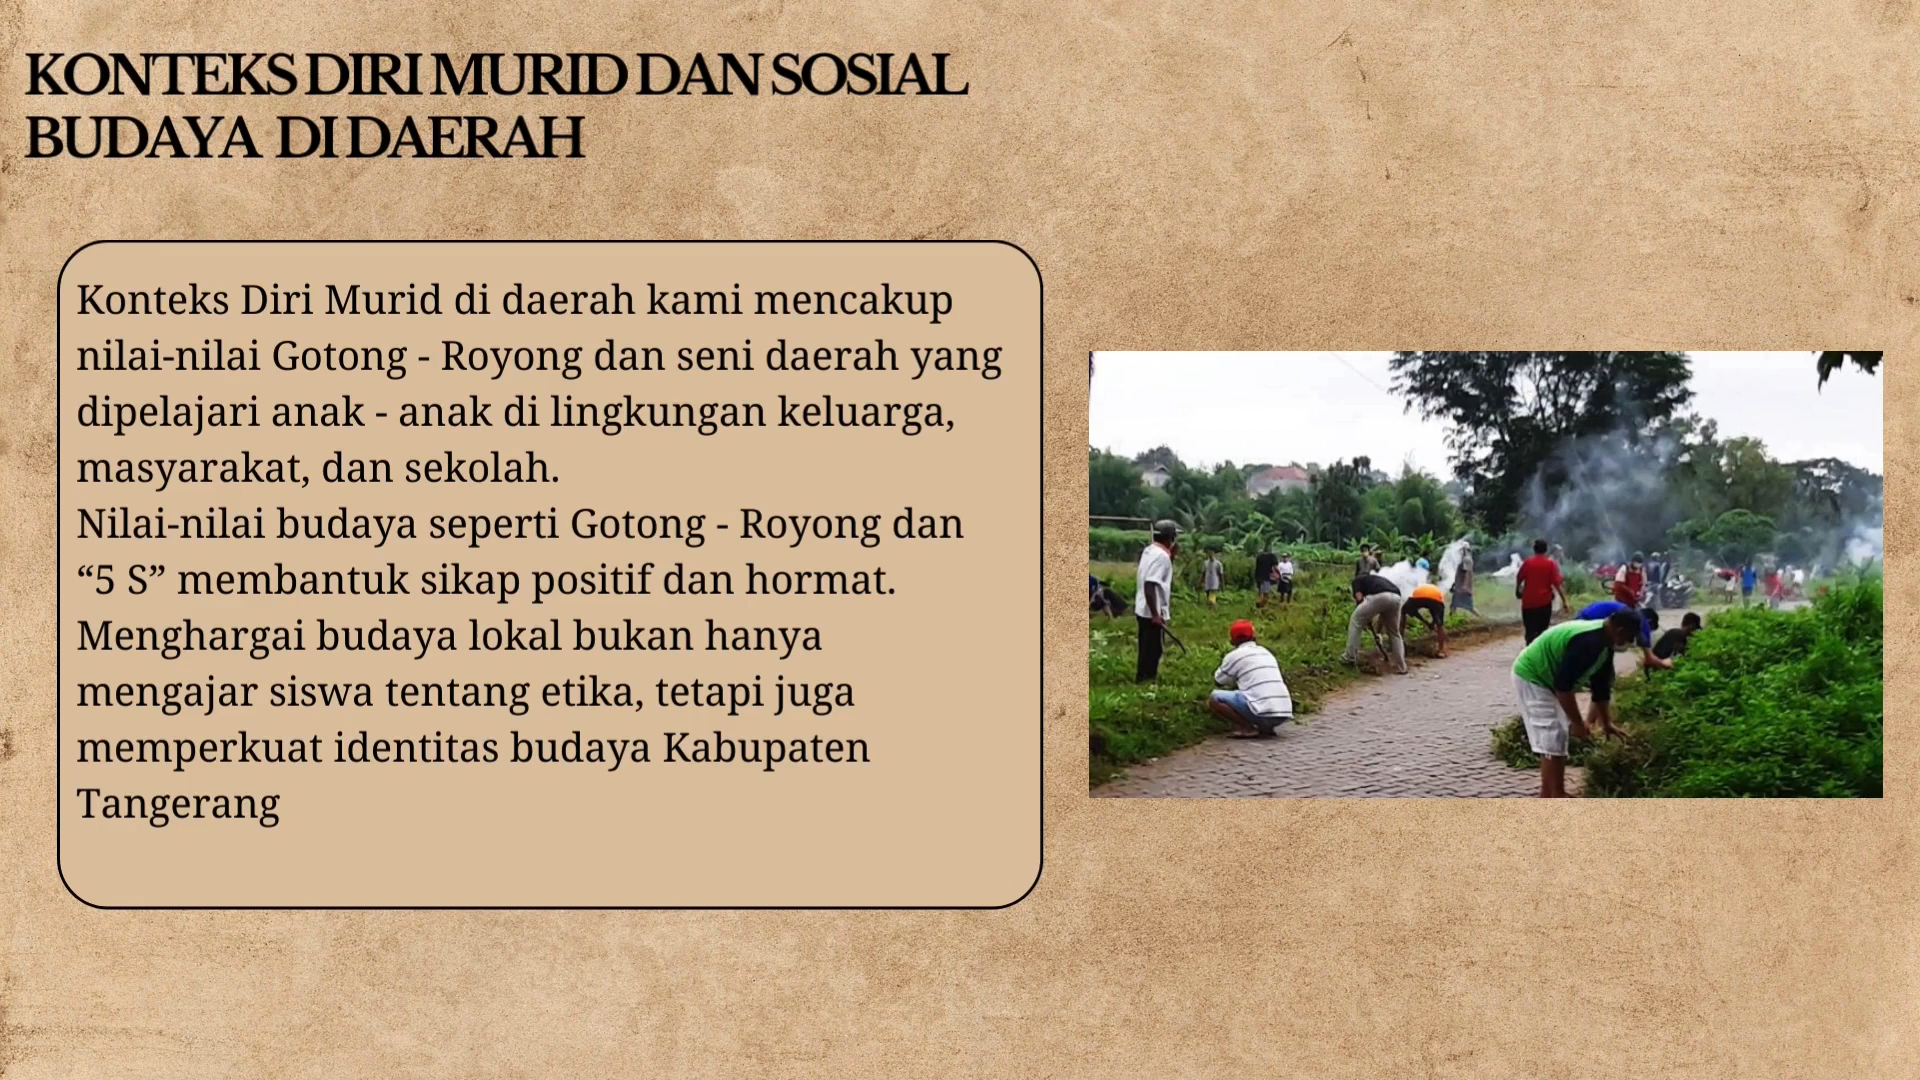 KONTEKS DIRI MURID DAN SOSIAL
BUDAYA DI DAERAH
Konteks Diri Murid di daerah kami mencakup
nilai-nilai Gotong - Royong dan seni daerah yang
dipelajari anak - anak di lingkungan keluarga,
masyarakat, dan sekolah.
Nilai-nilai budaya seperti Gotong - Royong dan
“5 S” membantuk sikap positif dan hormat.
Menghargai budaya lokal bukan hanya
mengajar siswa tentang etika, tetapi juga
memperkuat identitas budaya Kabupaten
Tangerang